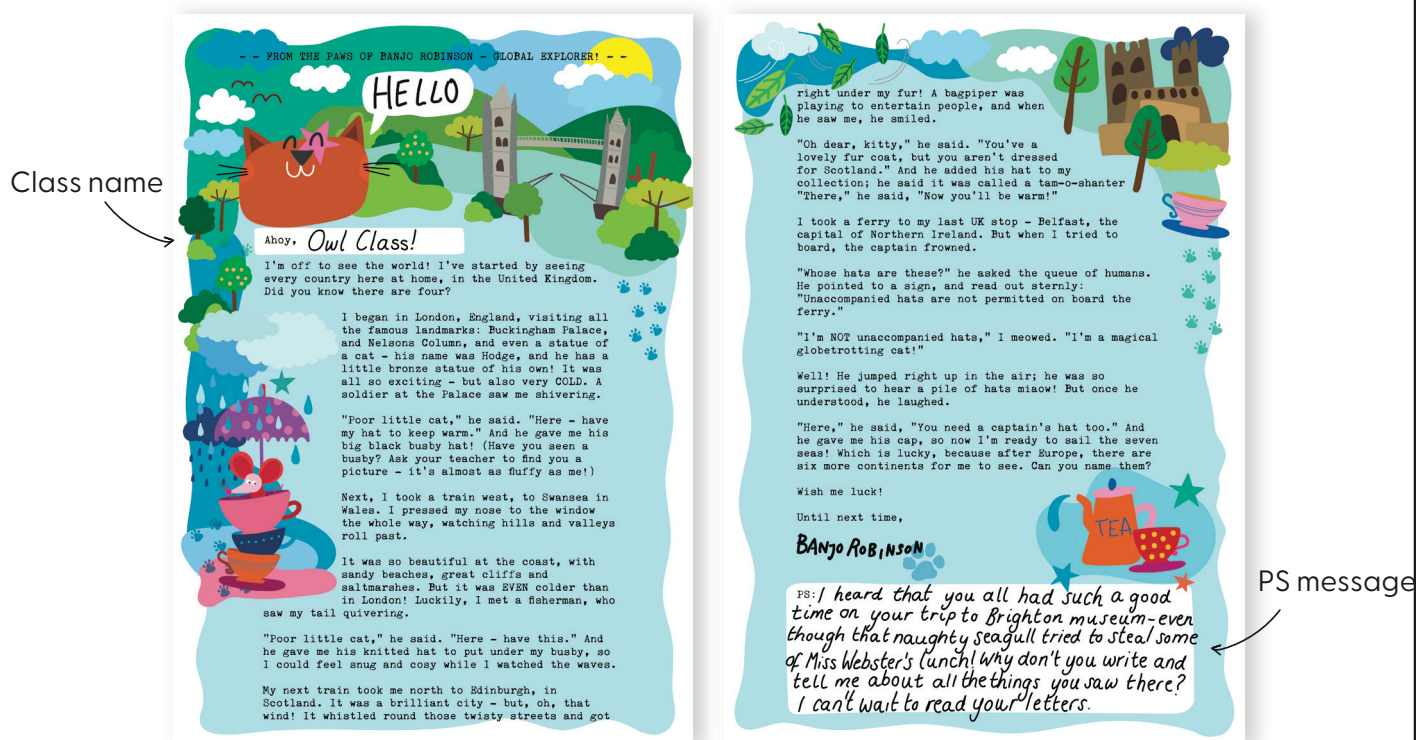 Class name
- - FROM THE PAWS OF BANJO ROBINSON - GLOBAL EXPLORER! - -
HELLO
Ahoy, Owl Class!
I'm off to see the world! I've started by seeing
every country here at home, in the United Kingdom.
Did you know there are four?
I began in London, England, visiting all
the famous landmarks: Buckingham Palace,
and Nelsons Column, and even a statue of
a cat - his name was Hodge, and he has a
little bronze statue of his own! It was
all so exciting - but also very COLD. A
soldier at the Palace saw me shivering.
"Poor little cat," he said. "Here - have
my hat to keep warm." And he gave me his
big black busby hat! (Have you seen a
busby? Ask your teacher to find you a
picture - it's almost as fluffy as me!)
Next, I took a train west, to Swansea in
Wales. I pressed my nose to the window
the whole way, watching hills and valleys
roll past.
It was so beautiful at the coast, with
sandy beaches, great cliffs and
saltmarshes. But it was EVEN colder than
in London! Luckily, I met a fisherman, who
saw my tail quivering.
"Poor little cat," he said. "Here - have this." And
he gave me his knitted hat to put under my busby, so
I could feel snug and cosy while I watched the waves.
My next train took me north to Edinburgh, in
Scotland. It was a brilliant city - but, oh, that
wind! It whistled round those twisty streets and got
right under my fur! A bagpiper was
playing to entertain people, and when
he saw me, he smiled.
"Oh dear, kitty," he said. "You've a
lovely fur coat, but you aren't dressed
for Scotland." And he added his hat to my
collection; he said it was called a tam-o-shanter
"There," he said, "Now you'll be warm!"
I took a ferry to my last UK stop - Belfast, the
capital of Northern Ireland. But when I tried to
board, the captain frowned.
"Whose hats are these?" he asked the queue of humans.
He pointed to a sign, and read out sternly:
"Unaccompanied hats are not permitted on board the
ferry."
"I'm NOT unaccompanied hats," I meowed. "I'm a magical
globetrotting cat!"
Well! He jumped right up in the air; he was so
surprised to hear a pile of hats miaow! But once he
understood, he laughed.
"Here," he said, "You need a captain's hat too." And
he gave me his cap, so now I'm ready to sail the seven
seas! Which is lucky, because after Europe, there are
six more continents for me to see. Can you name them?
Wish me luck!
Until next time,
BANJO ROBINSON
TEA
PS: I heard that you all had such a good
time on your trip to Brighton museum-even
though that naughty seagull tried to steal some
of Miss Webster's lunch! Why don't you write and
tell me about all the things you saw there?
I can't wait to read your letters.
PS message